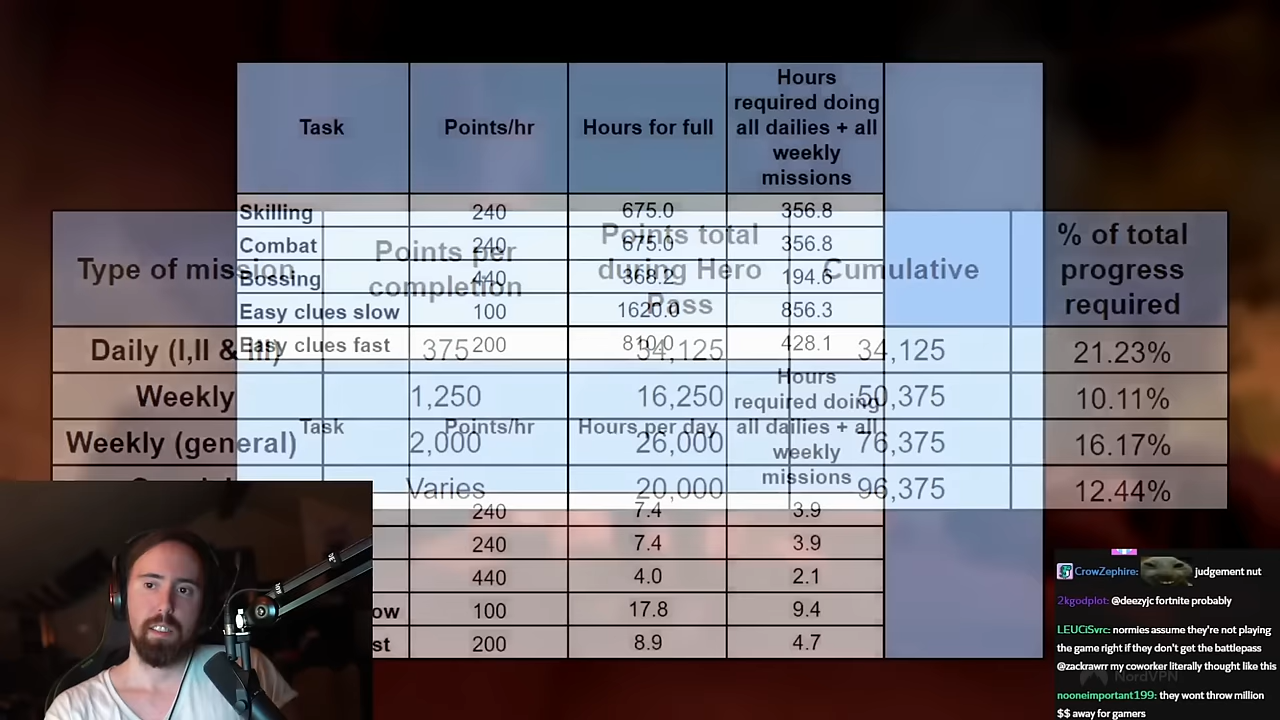 Task Points/hr Hours for full Hours required doing all dailies + all weekly missions
Skilling 240 675.0 356.8
Combat 240 675.0 356.8
Bossing 440 368.2 194.6
Easy clues slow 100 1620.0 856.3
Easy clues fast 200 810.0 428.1
Type of mission Points per completion Points total during Hero Pass Cumulative % of total progress required
Daily (I,II & III) 375 34,125 34,125 21.23%
Weekly 1,250 16,250 50,375 10.11%
Weekly (general) 2,000 26,000 76,375 16.17%
Varies 20,000 96,375 12.44%
Task Points/hr Hours per day Hours required doing all dailies + all weekly missions
240 7.4 3.9
240 7.4 3.9
440 4.0 2.1
ow 100 17.8 9.4
st 200 8.9 4.7
CrowZephire: judgement nut
2kgodplot: @deezyjc fortnite probably
LEUCiSvrc: normies assume they're not playing
the game right if they don't get the battlepass
@zackrawrr my coworker literally thought like this
NordVPN
nooneimportant199: they wont throw million
$$ away for gamers